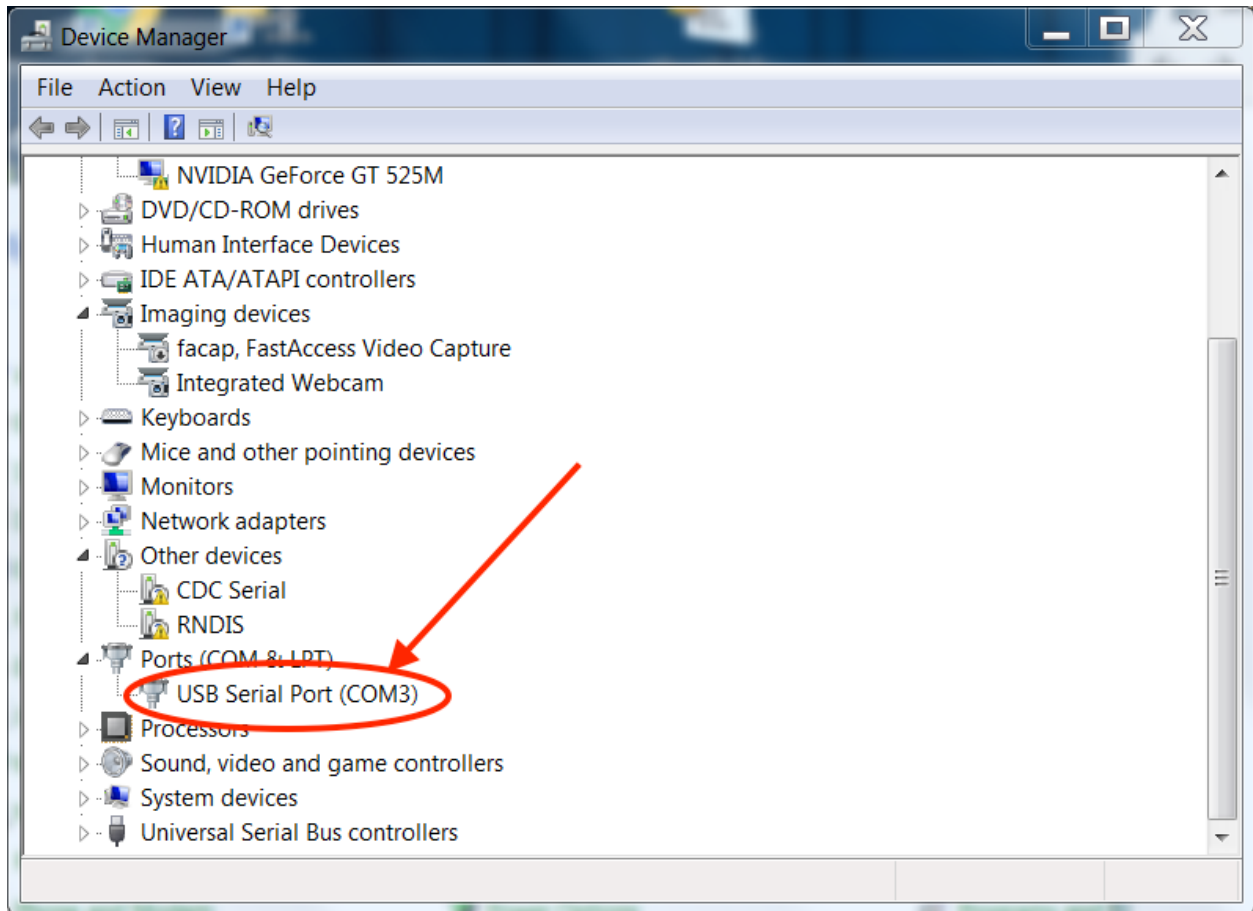 Device Manager
File Action View Help
NVIDIA GeForce GT 525M
DVD/CD-ROM drives
Human Interface Devices
IDE ATA/ATAPI controllers
Imaging devices
facap, FastAccess Video Capture
Integrated Webcam
Keyboards
Mice and other pointing devices
Monitors
Network adapters
Other devices
CDC Serial
RNDIS
Ports (COM & LPT)
USB Serial Port (COM3)
Processors
Sound, video and game controllers
System devices
Universal Serial Bus controllers